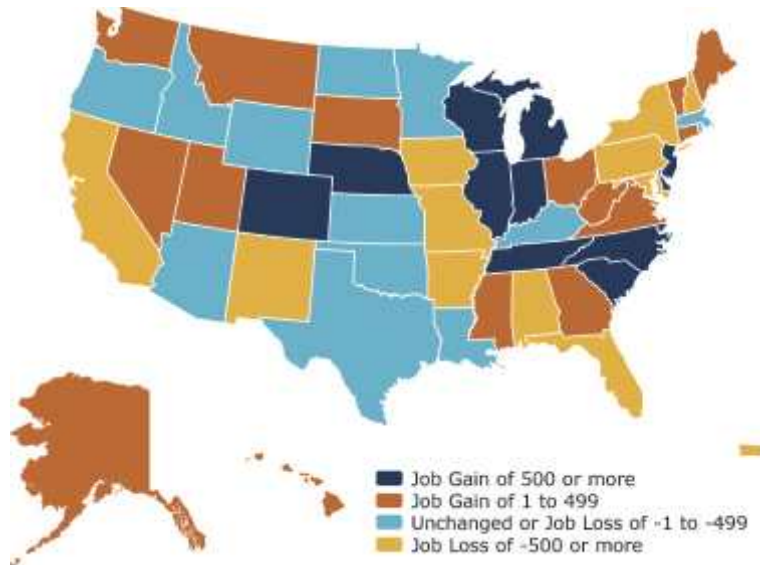 Job Gain of 500 or more
Job Gain of 1 to 499
Unchanged or Job Loss of -1 to -499
Job Loss of -500 or more